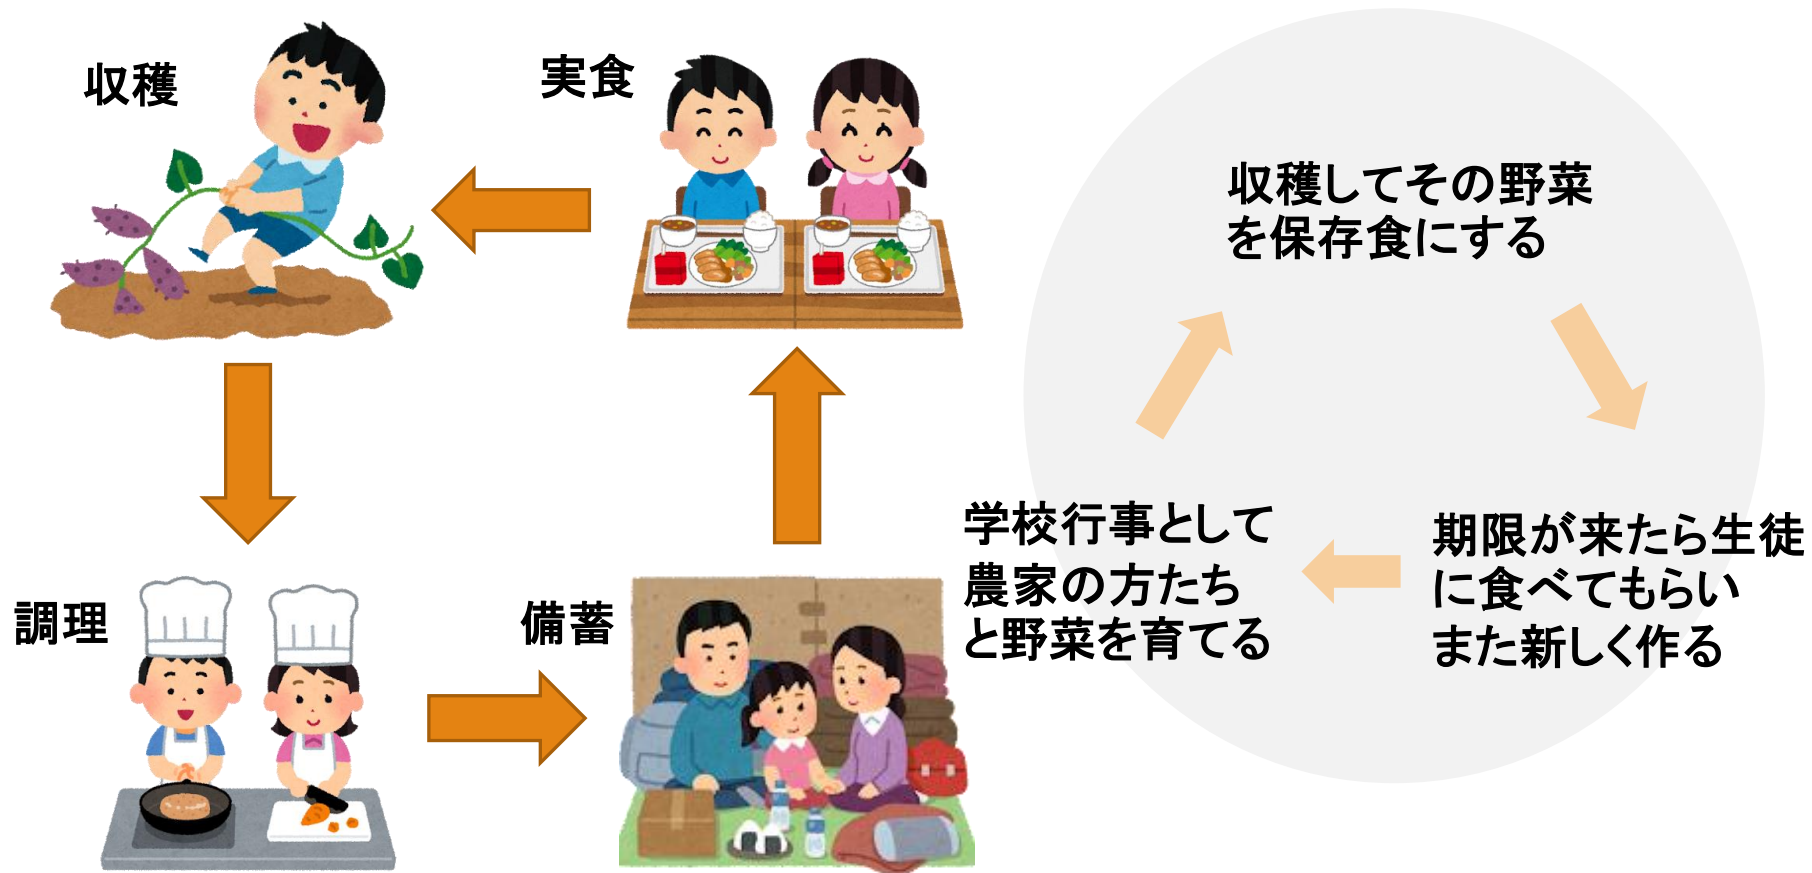 収穫
実食
調理
備蓄
収穫してその野菜
を保存食にする
期限が来たら生徒
に食べてもらい
また新しく作る
学校行事として
農家の方たち
と野菜を育てる